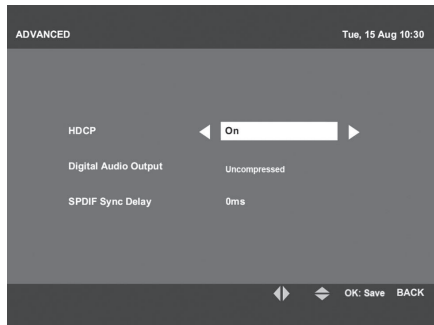 ADVANCED Tue, 15 Aug 10:30
HDCP On
Digital Audio Output Uncompressed
SPDIF Sync Delay 0ms
OK: Save BACK